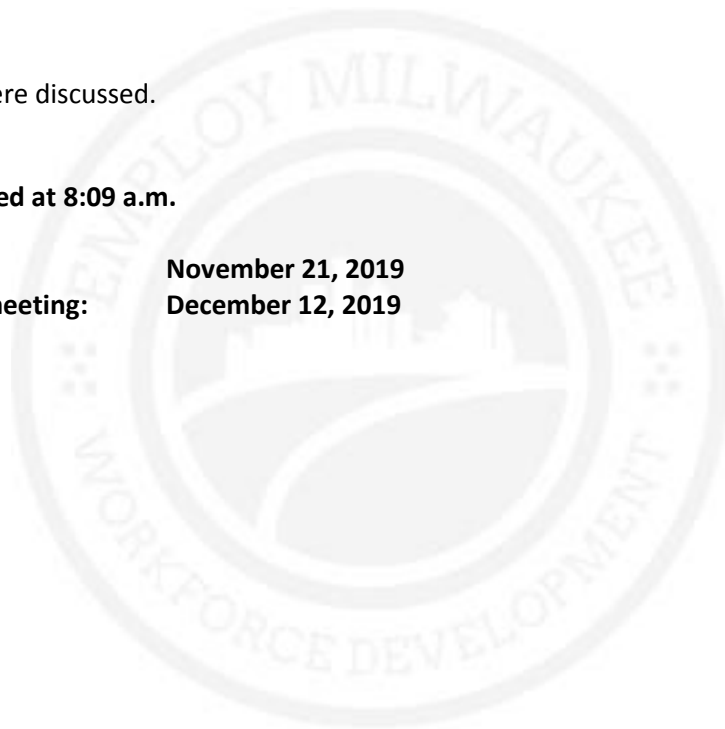 ere discussed.
ed at 8:09 a.m.
November 21, 2019
neeting: December 12, 2019
EMPLOY MILWAUKEE
WORKFORCE DEVELOPMENT